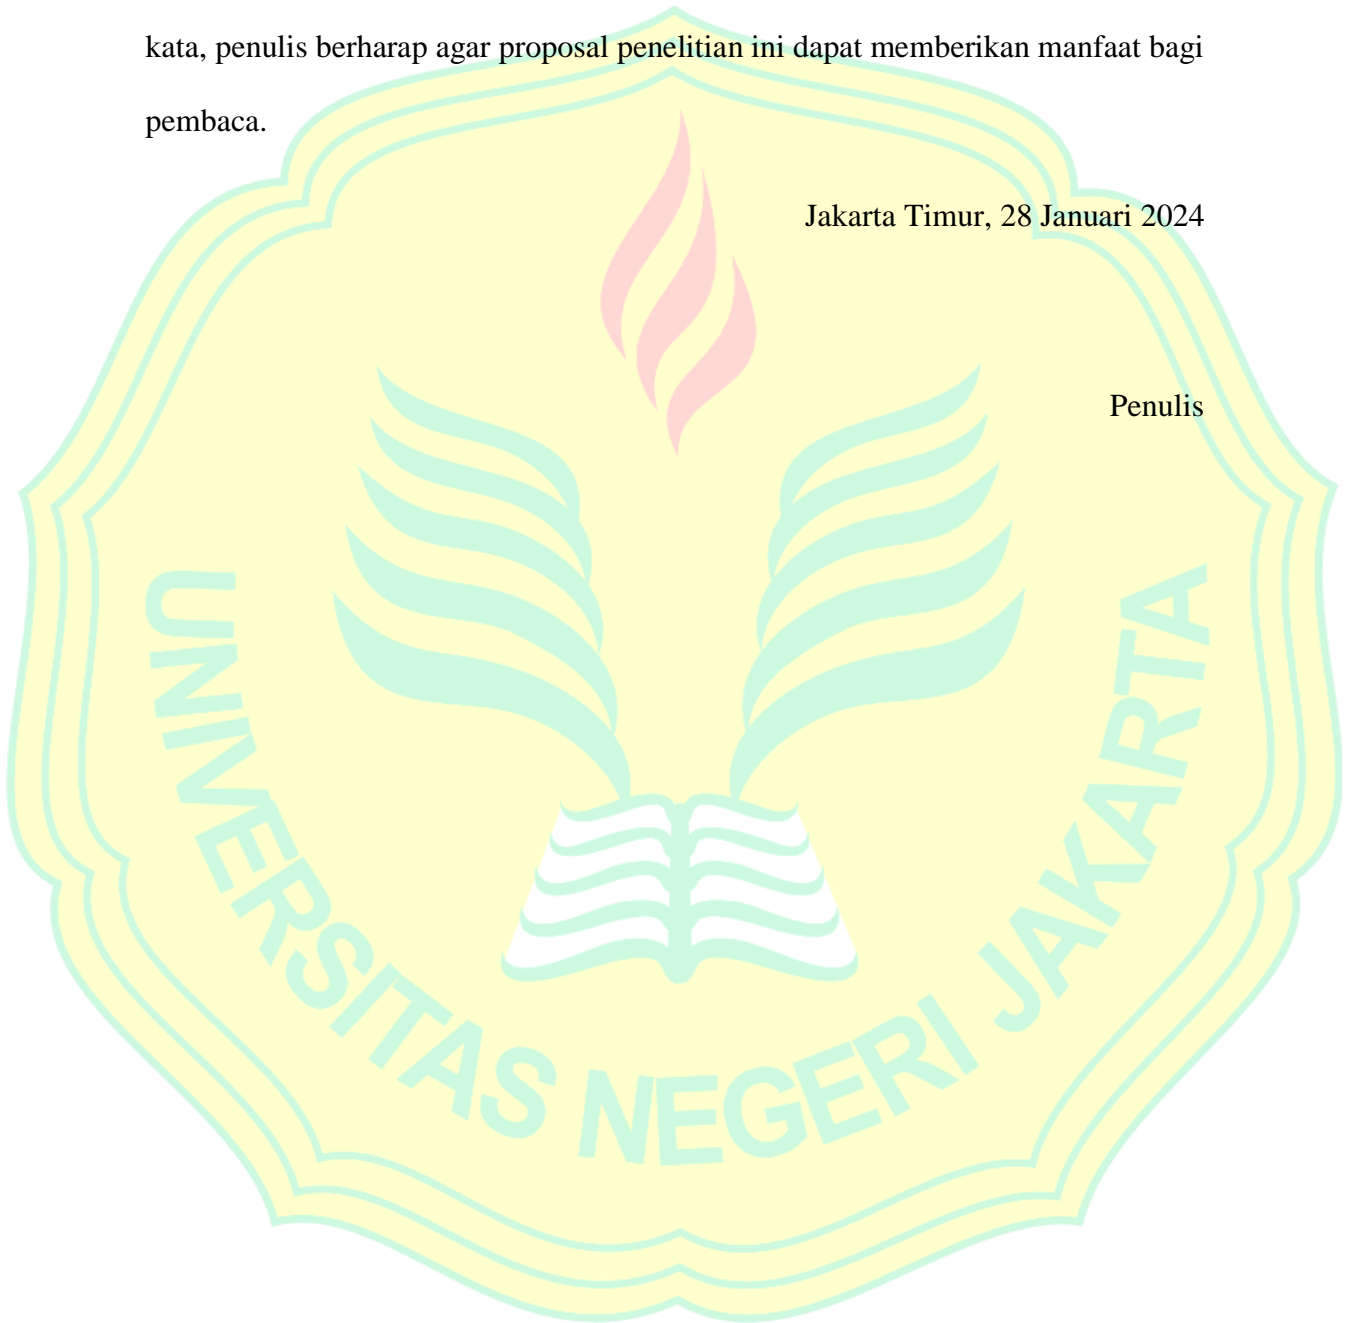 kata, penulis berharap agar proposal penelitian ini dapat memberikan manfaat bagi
pembaca.
Jakarta Timur, 28 Januari 2024
Penulis
UNIVERSITAS NEGERI JAKARTA